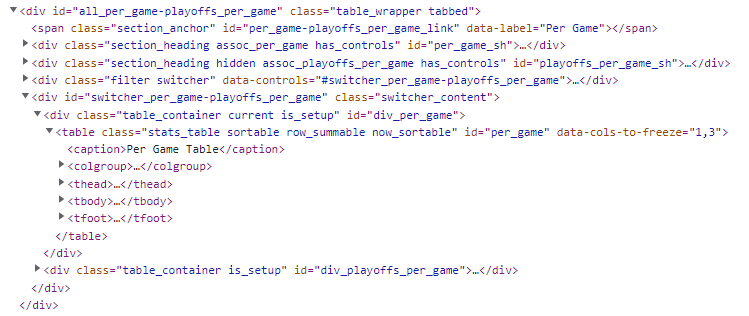 ▼<div id="all_per_game-playoffs_per_game" class="table_wrapper tabbed">
<span class="section_anchor" id="per_game-playoffs_per_game_link" data-label="Per Game"></span>
▶<div class="section_heading assoc_per_game has_controls" id="per_game_sh">…</div>
▶<div class="section_heading hidden assoc_playoffs_per_game has_controls" id="playoffs_per_game_sh">…</div>
▶<div class="filter switcher" data-controls="#switcher_per_game-playoffs_per_game">…</div>
▼<div id="switcher_per_game-playoffs_per_game" class="switcher_content">
▼<div class="table_container current is_setup" id="div_per_game">
▼<table class="stats_table sortable row_summable now_sortable" id="per_game" data-cols-to-freeze="1,3">
<caption>Per Game Table</caption>
▶<colgroup>…</colgroup>
▶<thead>…</thead>
▶<tbody>…</tbody>
▶<tfoot>…</tfoot>
</table>
</div>
▶<div class="table_container is_setup" id="div_playoffs_per_game">…</div>
</div>
</div>